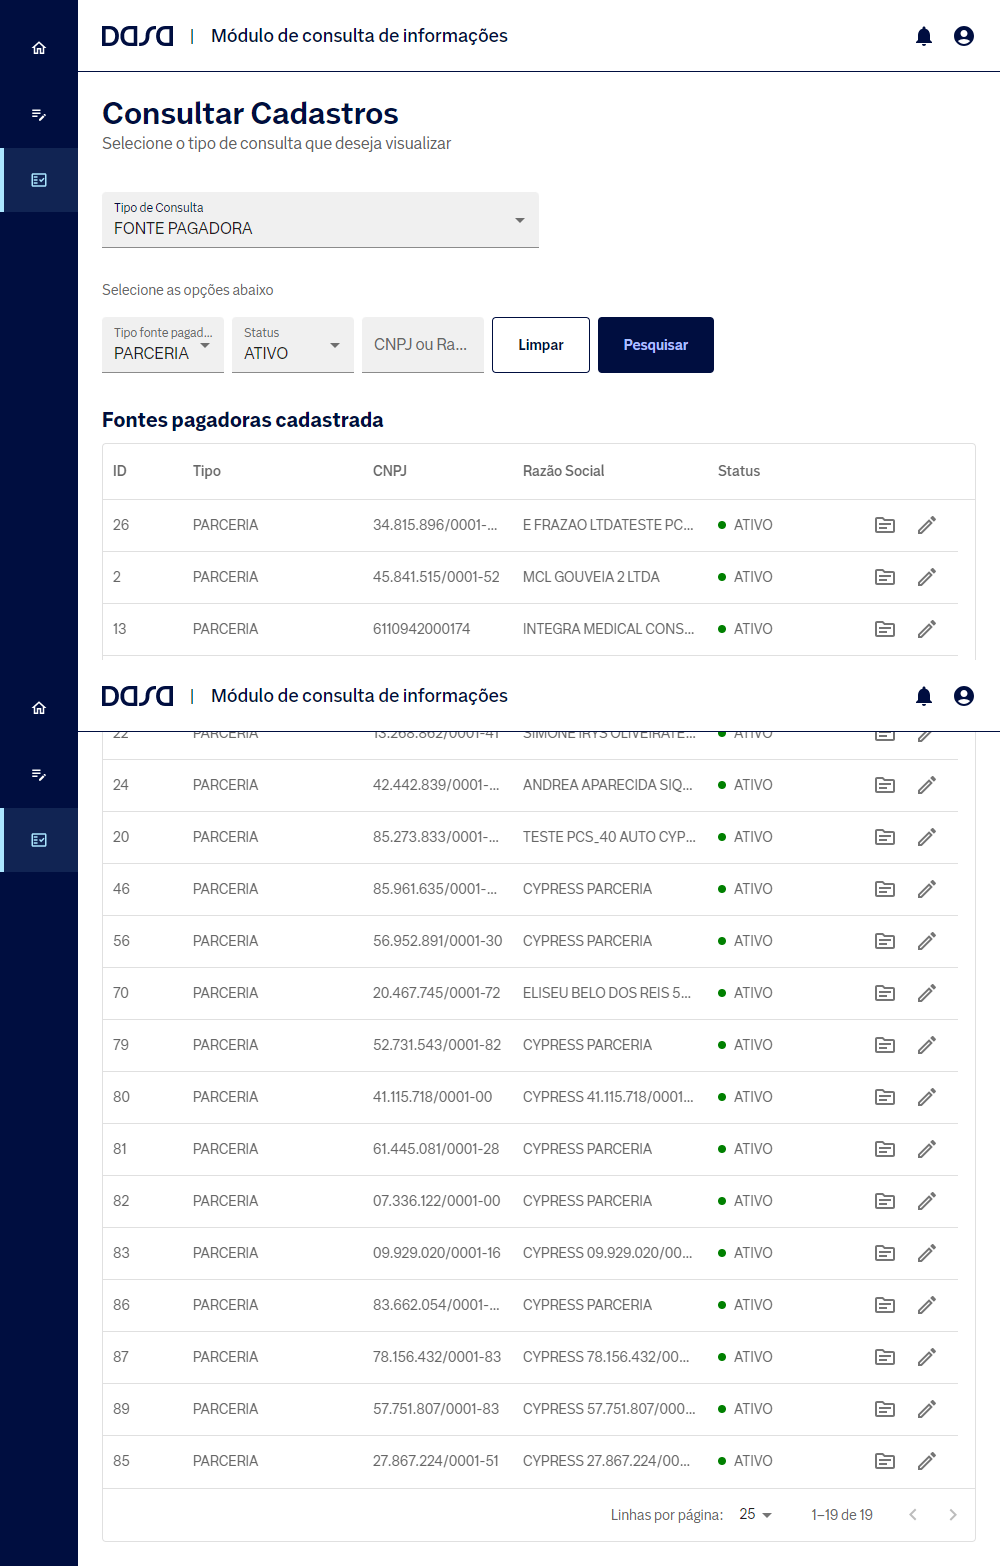 Dasa | Módulo de consulta de informações
Consultar Cadastros
Selecione o tipo de consulta que deseja visualizar
Tipo de Consulta
FONTE PAGADORA
Selecione as opções abaixo
Tipo fonte pagad... Status
PARCERIA ATIVO CNPJ ou Ra... Limpar Pesquisar
Fontes pagadoras cadastrada
ID Tipo CNPJ Razão Social Status
26 PARCERIA 34.815.896/0001-... E FRAZAO LTDATESTE PC... ATIVO
2 PARCERIA 45.841.515/0001-52 MCL GOUVEIA 2 LTDA ATIVO
13 PARCERIA 6110942000174 INTEGRA MEDICAL CONS... ATIVO
Dasa | Módulo de consulta de informações
22 PARCERIA 13.268.862/0001-41 SIMONE IRYS OLIVEIRATE... ATIVO
24 PARCERIA 42.442.839/0001-... ANDREA APARECIDA SIQ... ATIVO
20 PARCERIA 85.273.833/0001-... TESTE PCS_40 AUTO CYP... ATIVO
46 PARCERIA 85.961.635/0001-... CYPRESS PARCERIA ATIVO
56 PARCERIA 56.952.891/0001-30 CYPRESS PARCERIA ATIVO
70 PARCERIA 20.467.745/0001-72 ELISEU BELO DOS REIS 5... ATIVO
79 PARCERIA 52.731.543/0001-82 CYPRESS PARCERIA ATIVO
80 PARCERIA 41.115.718/0001-00 CYPRESS 41.115.718/0001... ATIVO
81 PARCERIA 61.445.081/0001-28 CYPRESS PARCERIA ATIVO
82 PARCERIA 07.336.122/0001-00 CYPRESS PARCERIA ATIVO
83 PARCERIA 09.929.020/0001-16 CYPRESS 09.929.020/00... ATIVO
86 PARCERIA 83.662.054/0001-... CYPRESS PARCERIA ATIVO
87 PARCERIA 78.156.432/0001-83 CYPRESS 78.156.432/00... ATIVO
89 PARCERIA 57.751.807/0001-83 CYPRESS 57.751.807/000... ATIVO
85 PARCERIA 27.867.224/0001-51 CYPRESS 27.867.224/00... ATIVO
Linhas por página: 25 1–19 de 19